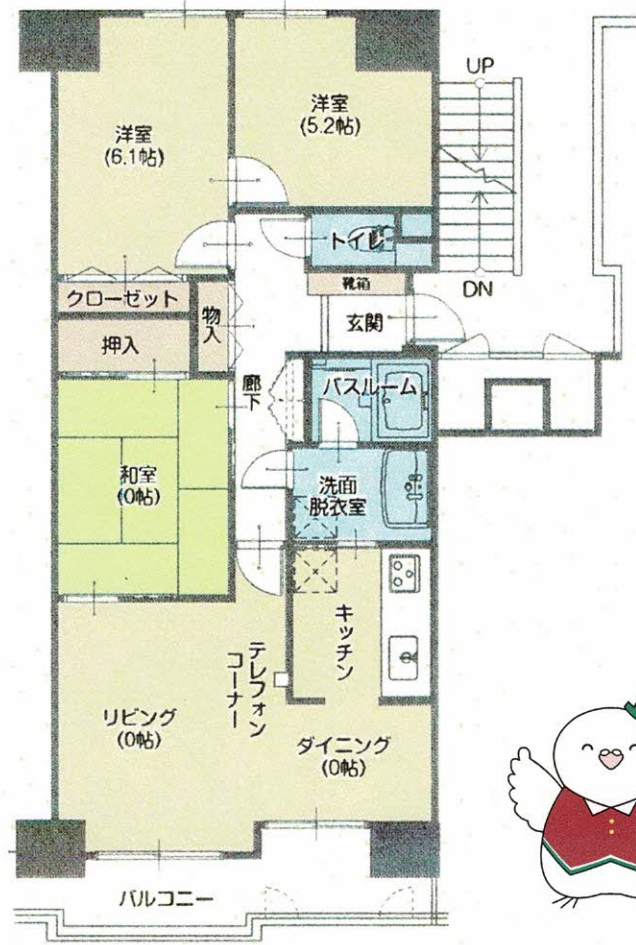 洋室
(6.1帖)
洋室
(5.2帖)
UP
DN
トイレ
靴箱
玄関
クローゼット
物入
押入
廊下
バスルーム
和室
(0帖)
洗面
脱衣室
キッチン
テレフォン
コーナー
リビング
(0帖)
ダイニング
(0帖)
バルコニー